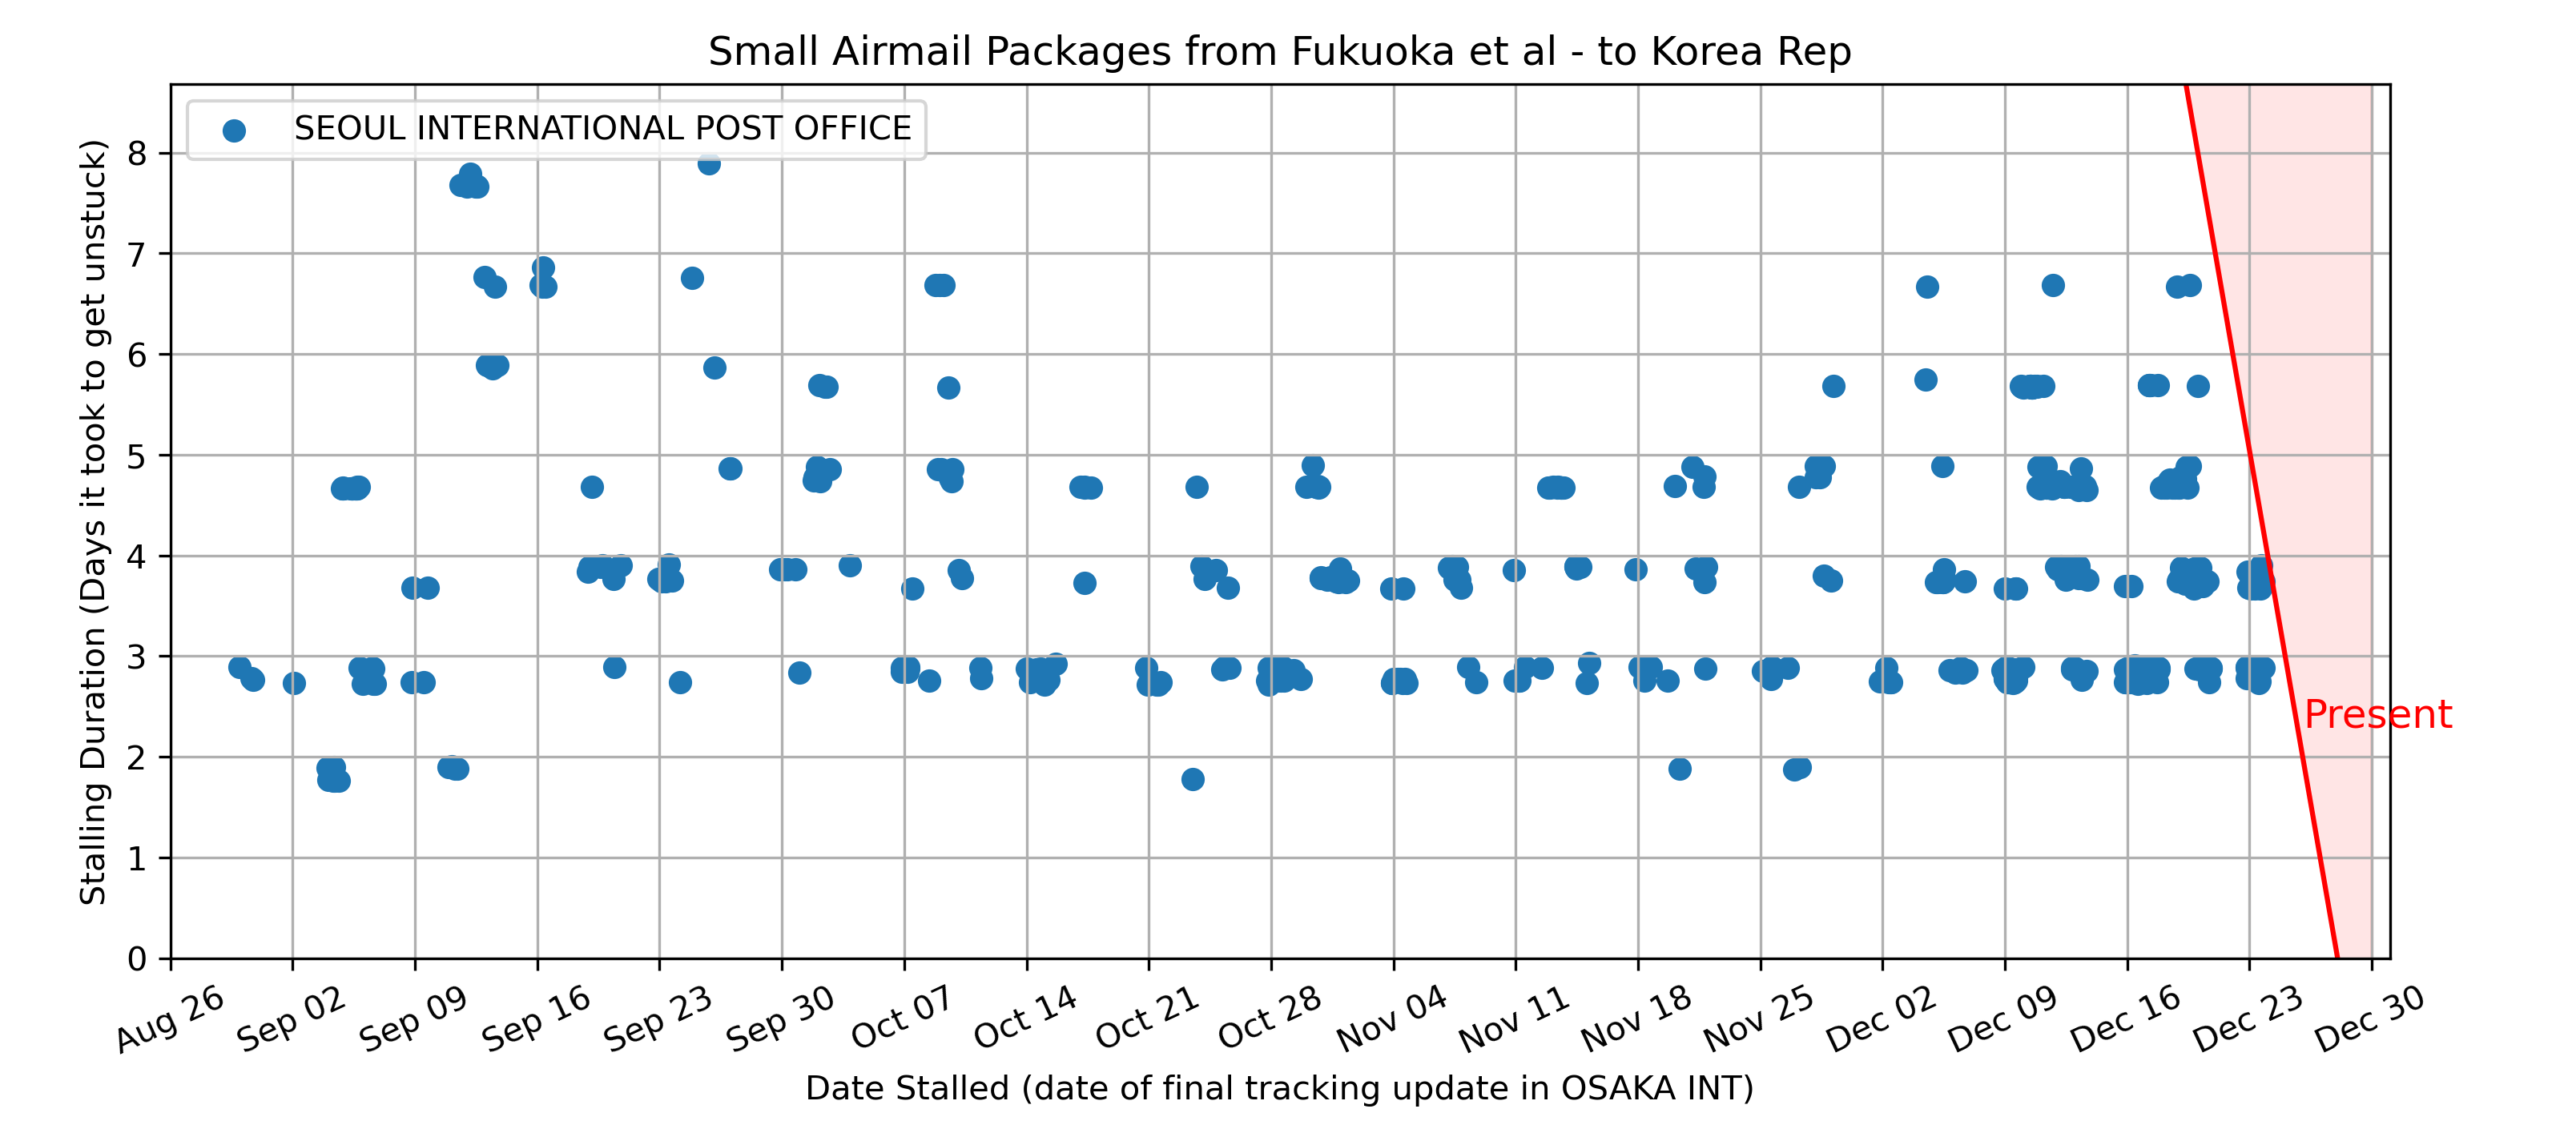 Small Airmail Packages from Fukuoka et al - to Korea Rep
SEOUL INTERNATIONAL POST OFFICE
Stalling Duration (Days it took to get unstuck)
8
7
6
5
4
3
2
1
0
Present
Aug 26
Sep 02
Sep 09
Sep 16
Sep 23
Sep 30
Oct 07
Oct 14
Oct 21
Oct 28
Nov 04
Nov 11
Nov 18
Nov 25
Dec 02
Dec 09
Dec 16
Dec 23
Dec 30
Date Stalled (date of final tracking update in OSAKA INT)